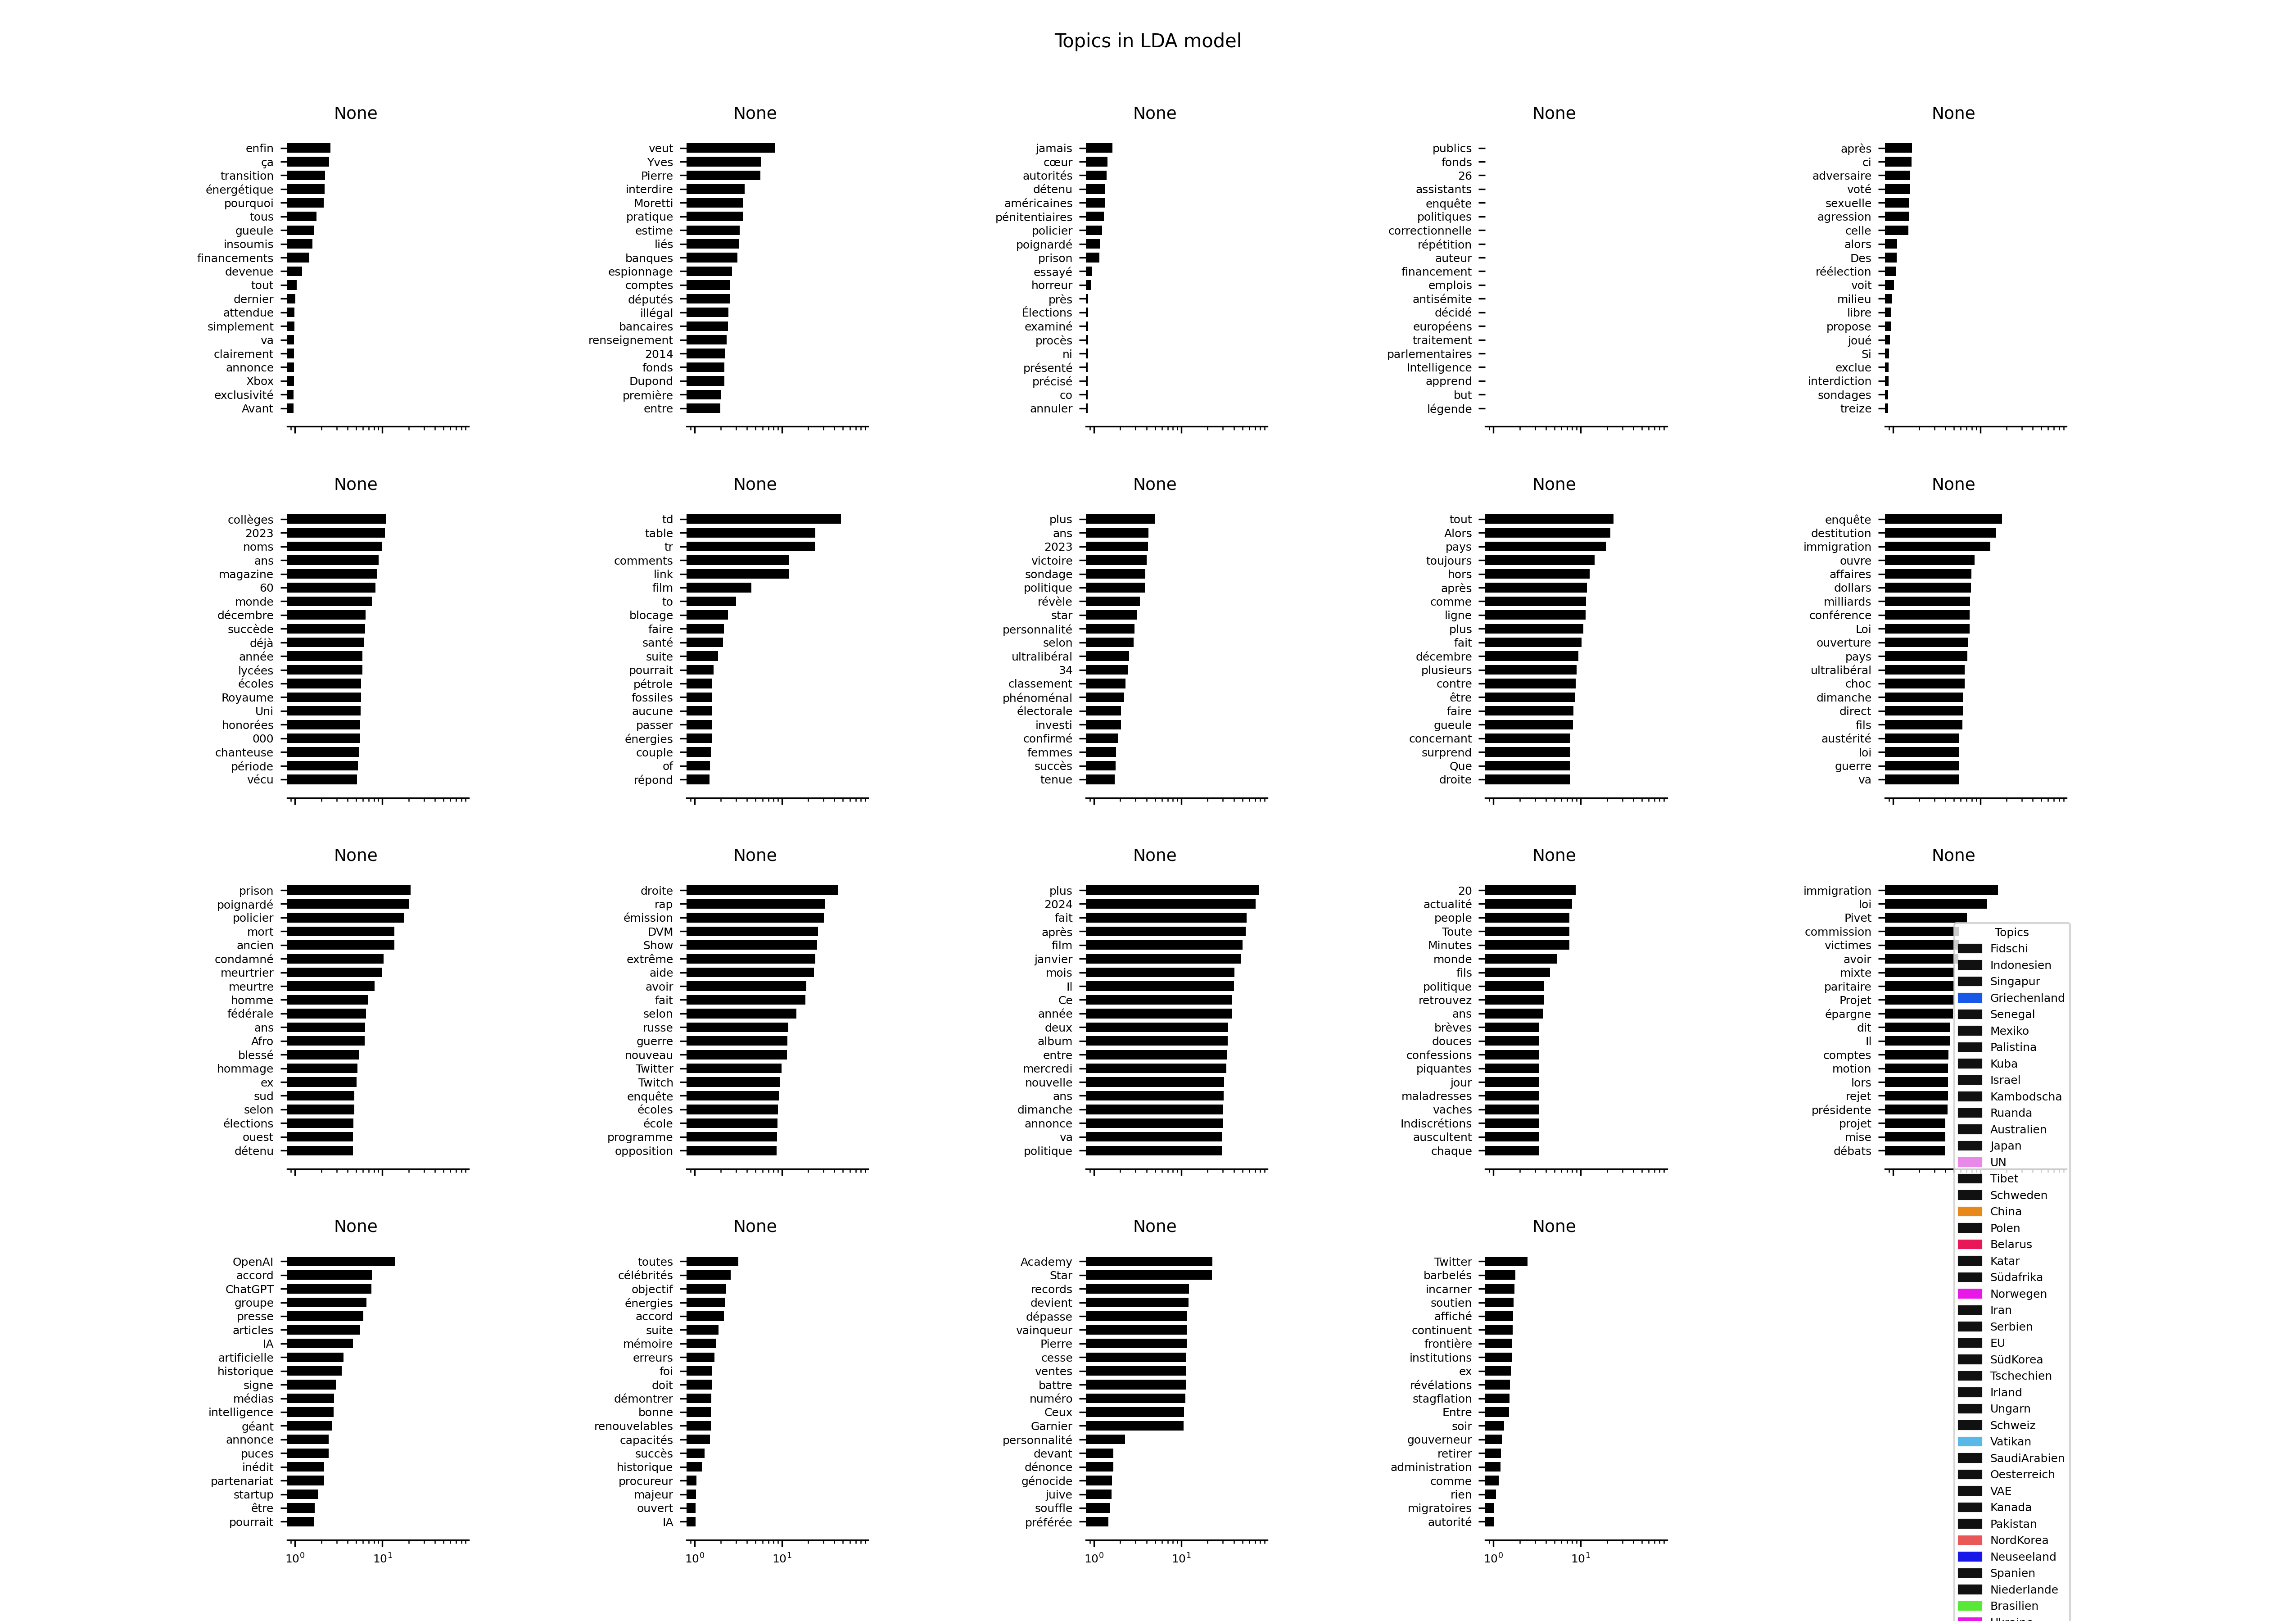 Topics in LDA model
None
enfin
ça
transition
énergétique
pourquoi
tous
gueule
insoumis
financements
devenue
tout
dernier
attendue
simplement
va
clairement
annonce
Xbox
exclusivité
Avant
None
veut
Yves
Pierre
interdire
Moretti
pratique
estime
liés
banques
espionnage
comptes
députés
illégal
bancaires
renseignement
2014
fonds
Dupond
première
entre
None
jamais
cœur
autorités
détenu
américaines
pénitentiaires
policier
poignardé
prison
essayé
horreur
près
Élections
examiné
procès
ni
présenté
précisé
co
annuler
None
publics
fonds
26
assistants
enquête
politiques
correctionnelle
répétition
auteur
financement
emplois
antisémite
décidé
européens
traitement
parlementaires
Intelligence
apprend
but
légende
None
après
ci
adversaire
voté
sexuelle
agression
celle
alors
Des
réélection
voit
milieu
libre
propose
joué
Si
exclue
interdiction
sondages
treize
None
collèges
2023
noms
ans
magazine
60
monde
décembre
succède
déjà
année
lycées
écoles
Royaume
Uni
honorées
000
chanteuse
période
vécu
None
td
table
tr
comments
link
film
to
blocage
faire
santé
suite
pourrait
pétrole
fossiles
aucune
passer
énergies
couple
of
répond
None
plus
ans
2023
victoire
sondage
politique
révèle
star
personnalité
selon
ultralibéral
34
classement
phénoménal
électorale
investi
confirmé
femmes
succès
tenue
None
tout
Alors
pays
toujours
hors
après
comme
ligne
plus
fait
décembre
plusieurs
contre
être
faire
gueule
concernant
surprend
Que
droite
None
enquête
destitution
immigration
ouvre
affaires
dollars
milliards
conférence
Loi
ouverture
pays
ultralibéral
choc
dimanche
direct
fils
austérité
loi
guerre
va
None
prison
poignardé
policier
mort
ancien
condamné
meurtrier
meurtre
homme
fédérale
ans
Afro
blessé
hommage
ex
sud
selon
élections
ouest
détenu
None
droite
rap
émission
DVM
Show
extrême
aide
avoir
fait
selon
russe
guerre
nouveau
Twitter
Twitch
enquête
écoles
école
programme
opposition
None
plus
2024
fait
après
film
janvier
mois
Il
Ce
année
deux
album
entre
mercredi
nouvelle
ans
dimanche
annonce
va
politique
None
20
actualité
people
Toute
Minutes
monde
fils
politique
retrouvez
ans
brèves
douces
confessions
piquantes
jour
maladresses
vaches
Indiscrétions
auscultent
chaque
None
immigration
loi
Pivet
commission
victimes
avoir
mixte
paritaire
Projet
épargne
dit
Il
comptes
motion
lors
rejet
présidente
projet
mise
débats
None
OpenAI
accord
ChatGPT
groupe
presse
articles
IA
artificielle
historique
signe
médias
intelligence
géant
annonce
puces
inédit
partenariat
startup
être
pourrait
10⁰ 10¹
None
toutes
célébrités
objectif
énergies
accord
suite
mémoire
erreurs
foi
doit
démontrer
bonne
renouvelables
capacités
succès
historique
procureur
majeur
ouvert
IA
10⁰ 10¹
None
Academy
Star
records
devient
dépasse
vainqueur
Pierre
cesse
ventes
battre
numéro
Ceux
Garnier
personnalité
devant
dénonce
génocide
juive
souffle
préférée
10⁰ 10¹
None
Twitter
barbelés
incarner
soutien
affiché
continuent
frontière
institutions
ex
révélations
stagflation
Entre
soir
gouverneur
retirer
administration
comme
rien
migratoires
autorité
10⁰ 10¹
Topics
Fidschi
Indonesien
Singapur
Griechenland
Senegal
Mexiko
Palistina
Kuba
Israel
Kambodscha
Ruanda
Australien
Japan
UN
Tibet
Schweden
China
Polen
Belarus
Katar
Südafrika
Norwegen
Iran
Serbien
EU
SüdKorea
Tschechien
Irland
Ungarn
Schweiz
Vatikan
SaudiArabien
Oesterreich
VAE
Kanada
Pakistan
NordKorea
Neuseeland
Spanien
Niederlande
Brasilien